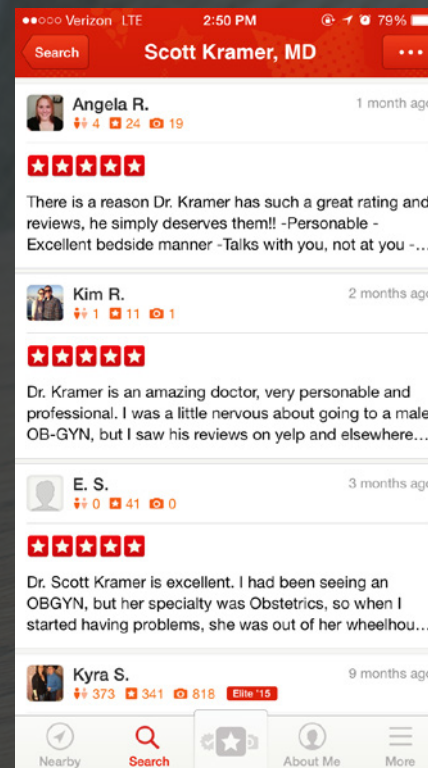 Verizon LTE 2:50 PM 79%
Search Scott Kramer, MD
Angela R. 1 month ago
4 24 19
There is a reason Dr. Kramer has such a great rating and
reviews, he simply deserves them!! -Personable -
Excellent bedside manner -Talks with you, not at you -...
Kim R. 2 months ago
1 11 1
Dr. Kramer is an amazing doctor, very personable and
professional. I was a little nervous about going to a male
OB-GYN, but I saw his reviews on yelp and elsewhere...
E. S. 3 months ago
0 41 0
Dr. Scott Kramer is excellent. I had been seeing an
OBGYN, but her specialty was Obstetrics, so when I
started having problems, she was out of her wheelhou...
Kyra S. 9 months ago
373 341 818 Elite '15
Nearby Search About Me More